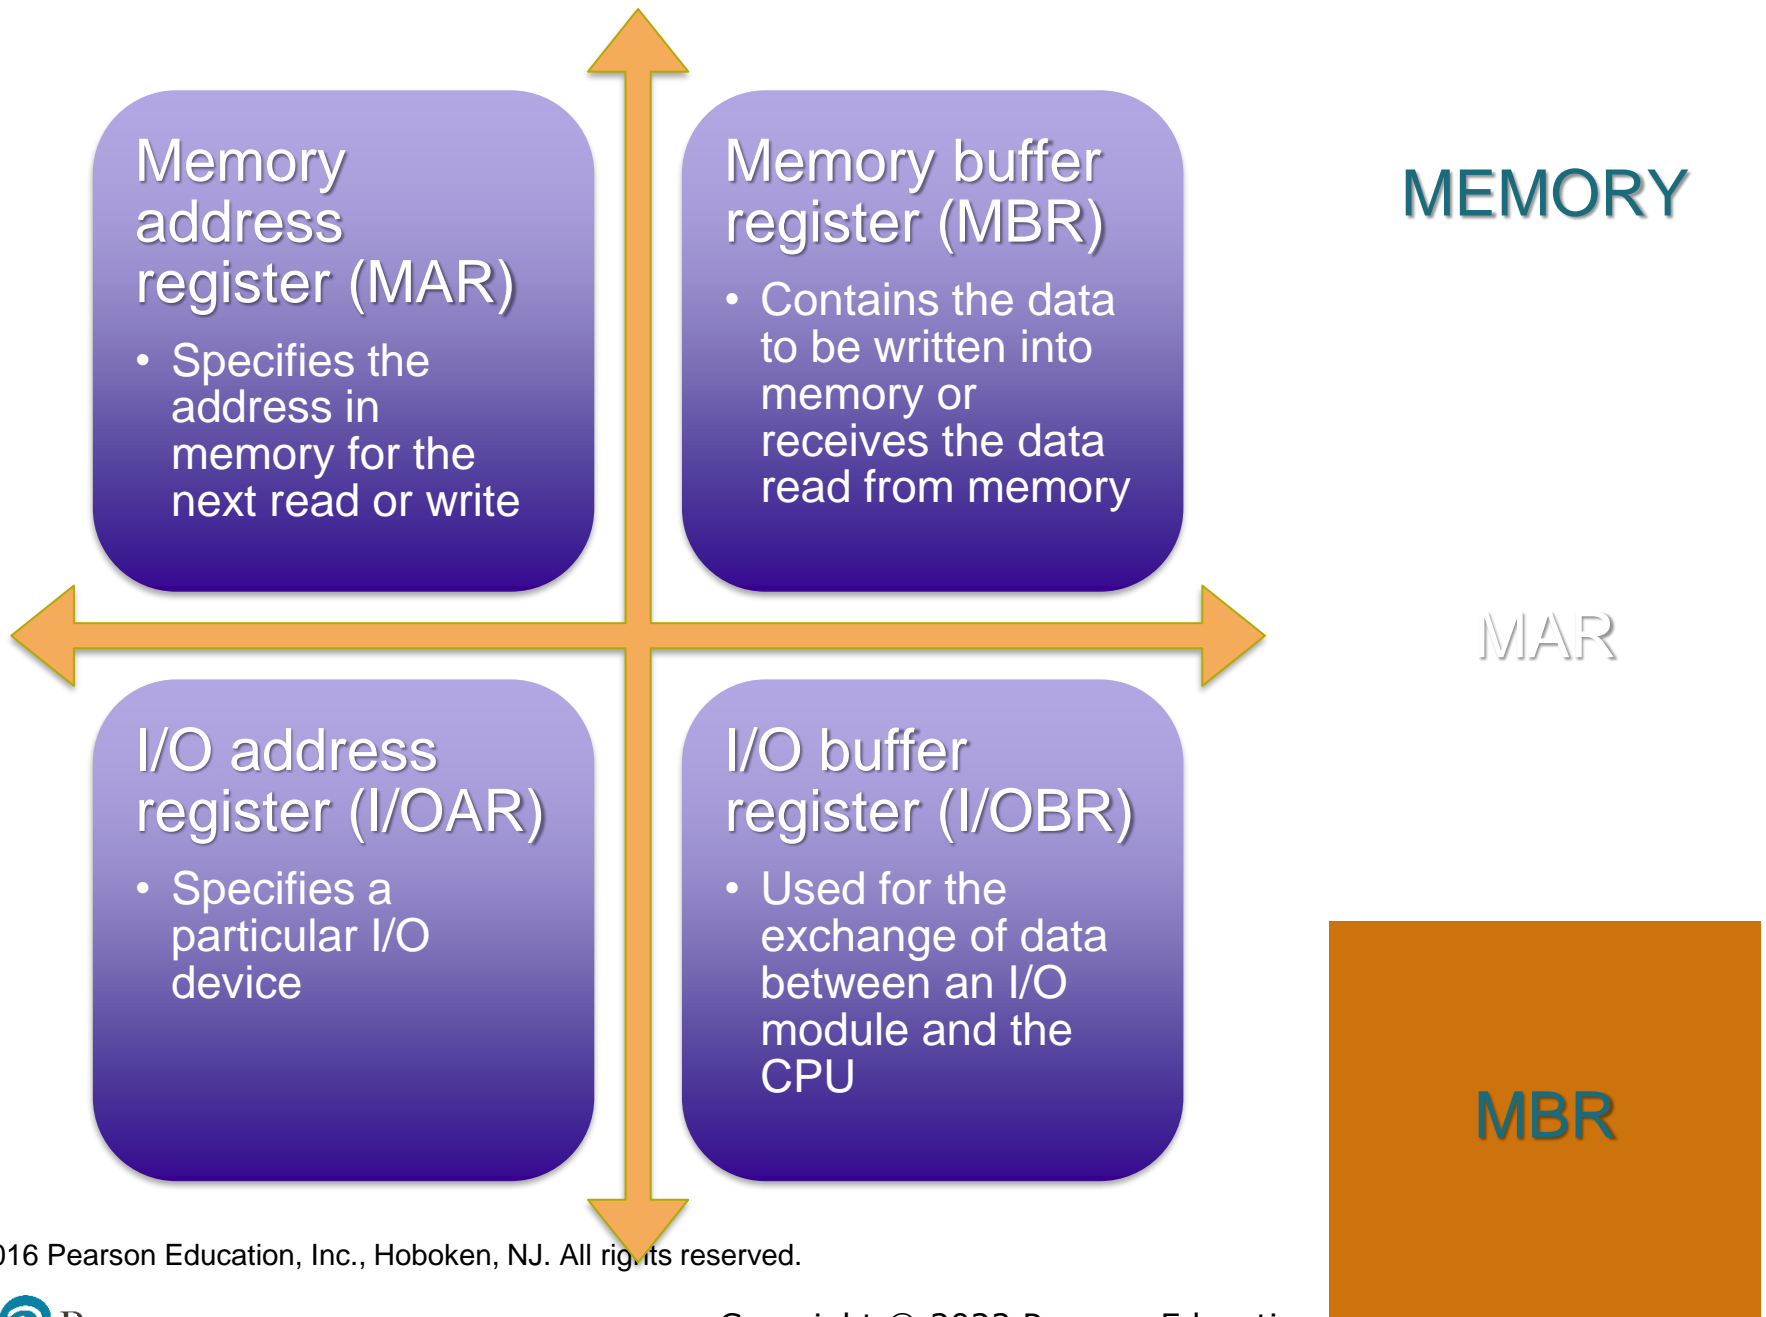 Memory
address
register (MAR)
• Specifies the
address in
memory for the
next read or write
Memory buffer
register (MBR)
• Contains the data
to be written into
memory or
receives the data
read from memory
I/O address
register (I/OAR)
• Specifies a
particular I/O
device
I/O buffer
register (I/OBR)
• Used for the
exchange of data
between an I/O
module and the
CPU
MEMORY
MAR
MBR
016 Pearson Education, Inc., Hoboken, NJ. All rights reserved.